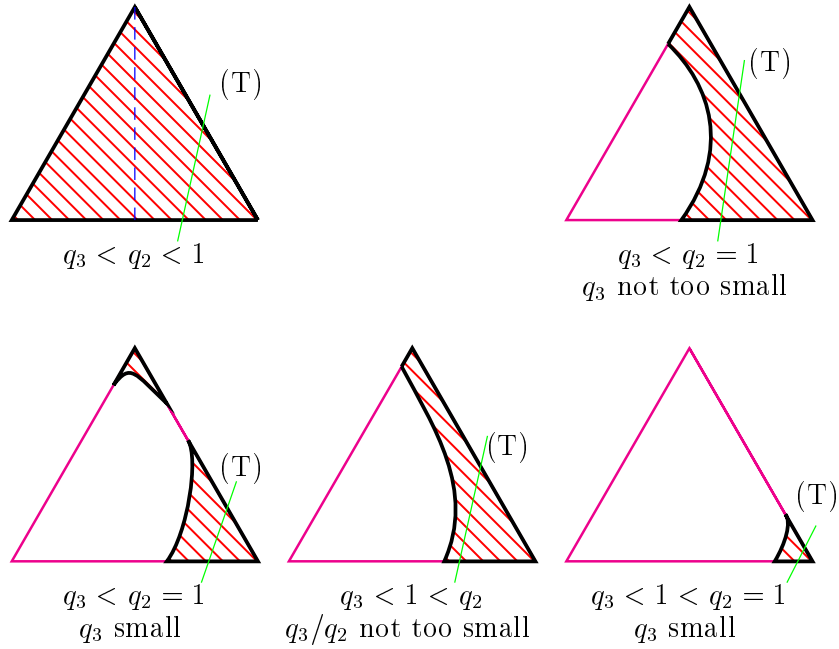 (T)
q₃ < q₂ < 1
(T)
q₃ < q₂ = 1
q₃ not too small
(T)
q₃ < q₂ = 1
q₃ small
(T)
q₃ < 1 < q₂
q₃/q₂ not too small
(T)
q₃ < 1 < q₂ = 1
q₃ small